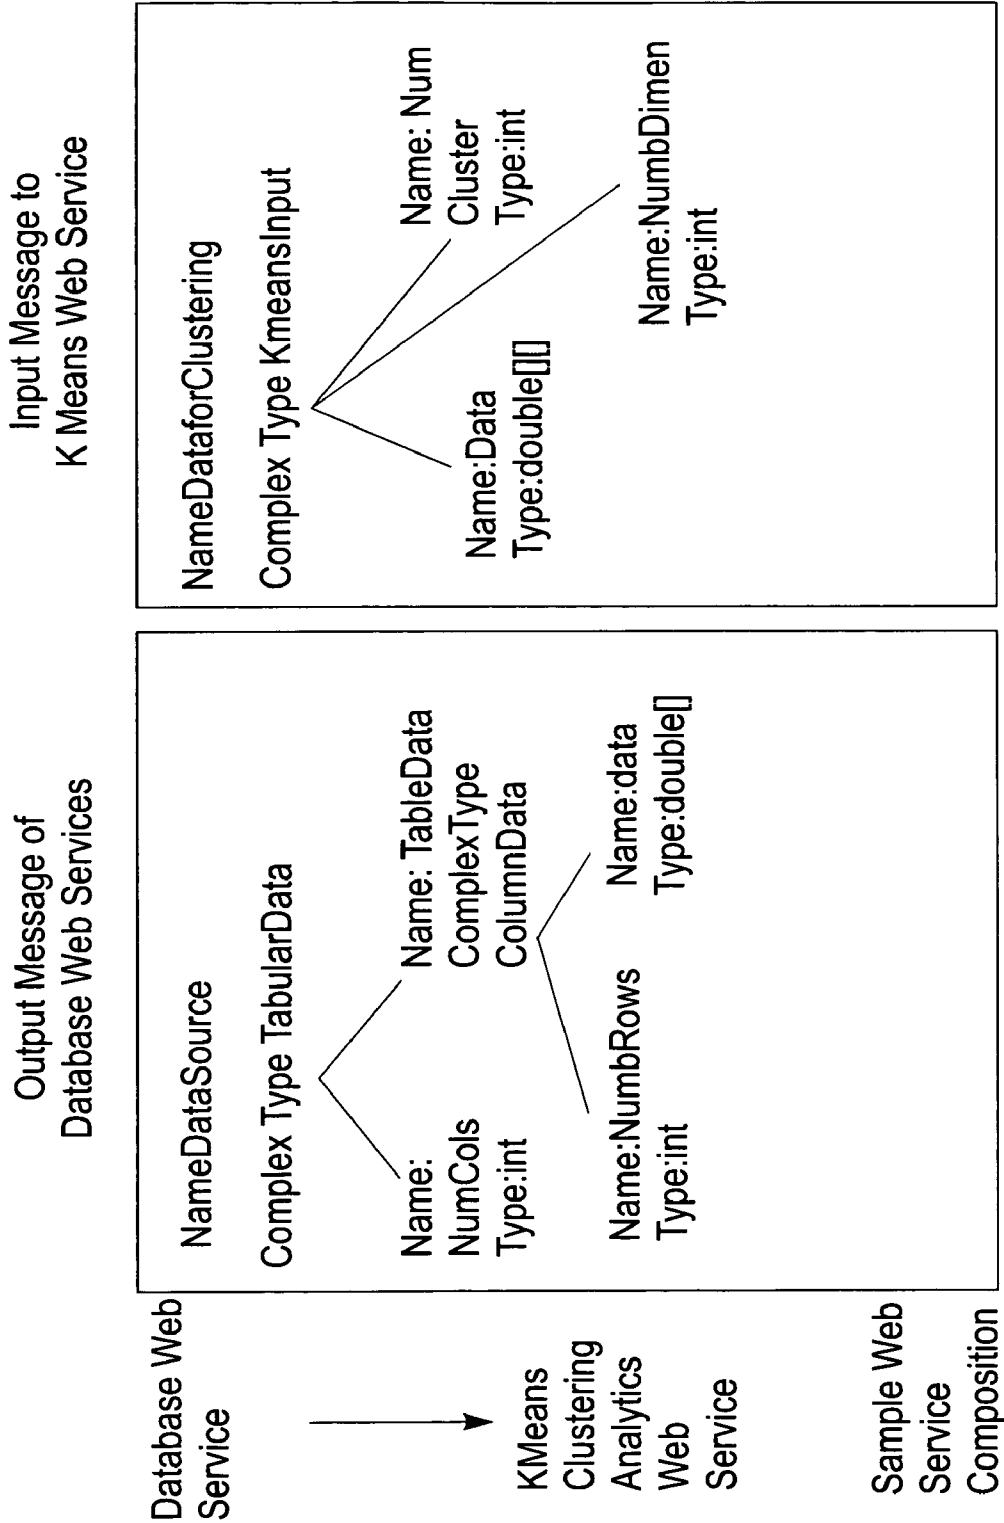 Database Web
Service
KMeans
Clustering
Analytics
Web
Service
Sample Web
Service
Composition
Output Message of
Database Web Services
NameDataSource
Complex Type TabularData
Name:
NumCols
Type:int
Name: TableData
ComplexType
ColumnData
Name:NumbRows
Type:int
Name:data
Type:double[]
Input Message to
K Means Web Service
NameDataforClustering
Complex Type KmeansInput
Name:Data
Type:double[][]
Name: Num
Cluster
Type:int
Name:NumbDimen
Type:int